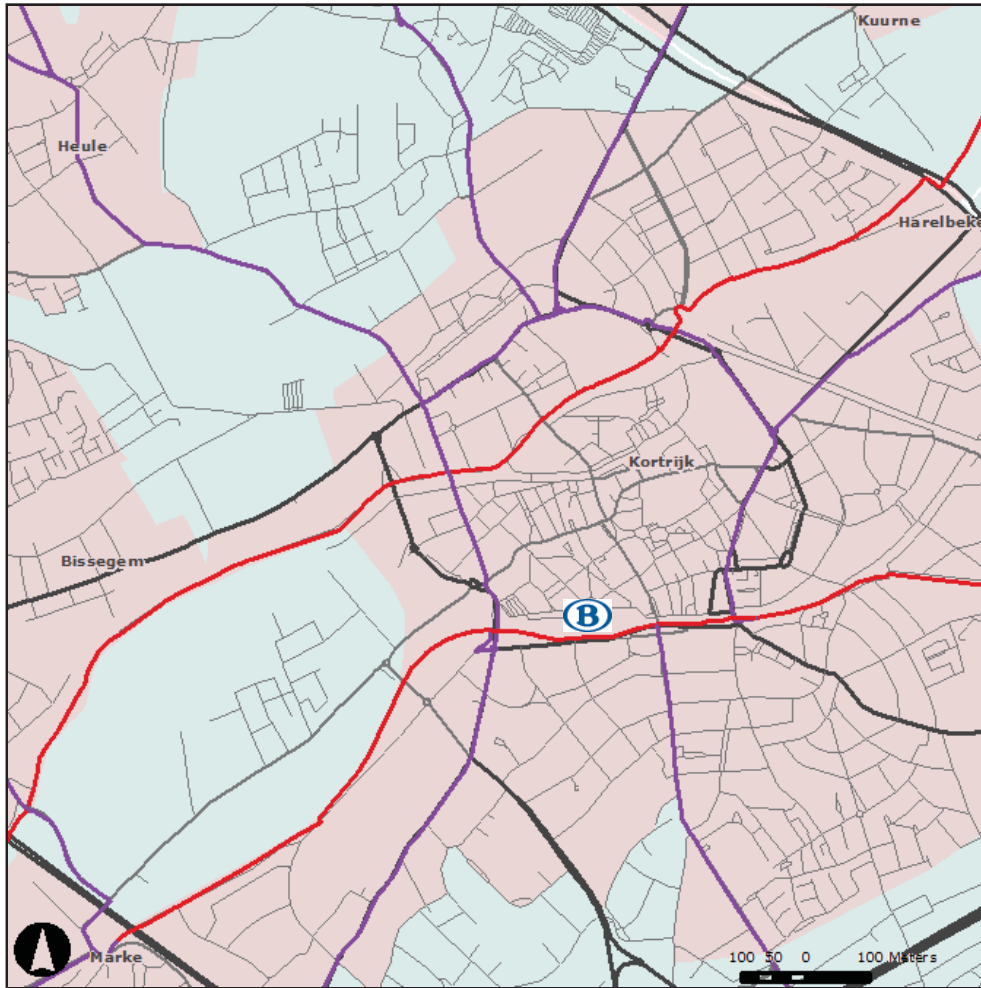 Kuurne
Heule
Harelbeke
Kortrijk
Bissegem
B
Marke
100 50 0 100 Meters